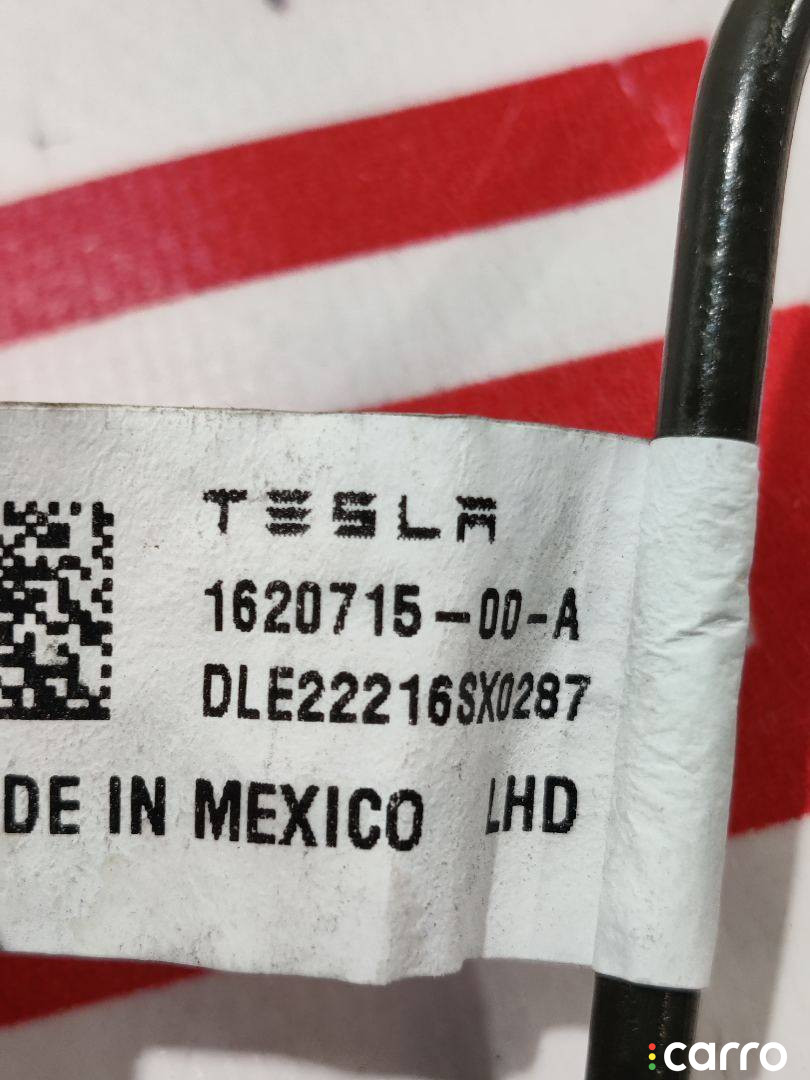 TESLA
1620715-00-A
DLE22216SX0287
DE IN MEXICO LHD
carro